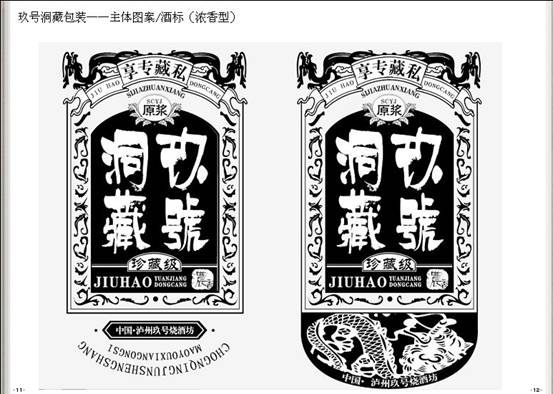 玖号洞藏包装——主体图案/酒标（浓香型）
享专藏私
JIU HAO
DONGCANG
SIJIAZHUANXIANG
SCYJ
原浆
玖號
洞藏
珍藏级
JIUHAO
YUANJIANG
DONGCANG
中国·泸州玖号烧酒坊
CHOGNQINGJUNSHENGSHANG
MAOYOUXIANGONGSI
享专藏私
JIU HAO
DONGCANG
SIJIAZHUANXIANG
SCYJ
原浆
玖號
洞藏
珍藏级
JIUHAO
YUANJIANG
DONGCANG
中国·泸州玖号烧酒坊
·11·
·12·